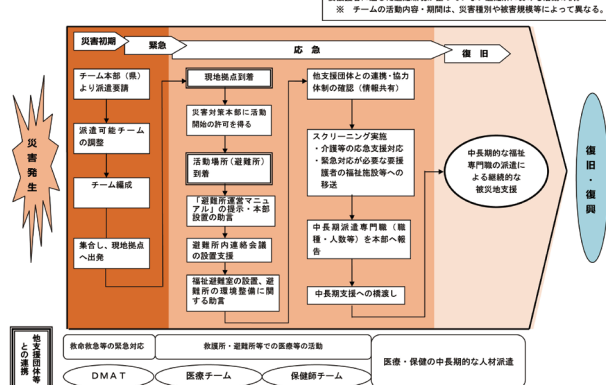 ※ チームの活動内容・期間は、災害種別や被害規模等によって異なる。
災害初期
緊急
応急
復旧
災害発生
チーム本部（県）
より派遣要請
派遣可能チーム
の調整
チーム編成
集合し、現地拠点
へ出発
現地拠点到着
災害対策本部に活動
開始の許可を得る
活動場所（避難所）
到着
「避難所運営マニュ
アル」の提示・本部
設置の助言
避難所内連絡会議
の設置支援
福祉避難室の設置、避
難所の環境整備に関
する助言
他支援団体との連携・協力
体制の確認（情報共有）
スクリーニング実施
・介護等の応急支援対応
・緊急対応が必要な要援
護者の福祉施設等への
移送
中長期派遣専門職（職
種・人数等）を本部へ報
告
中長期支援への橋渡し
中長期的な福祉
専門職の派遣に
よる継続的な
被災地支援
復旧・復興
他支援団体等
との連携
救命救急等の緊急対応
救護所・避難所等での医療等の活動
医療・保健の中長期的な人材派遣
ＤＭＡＴ
医療チーム
保健師チーム